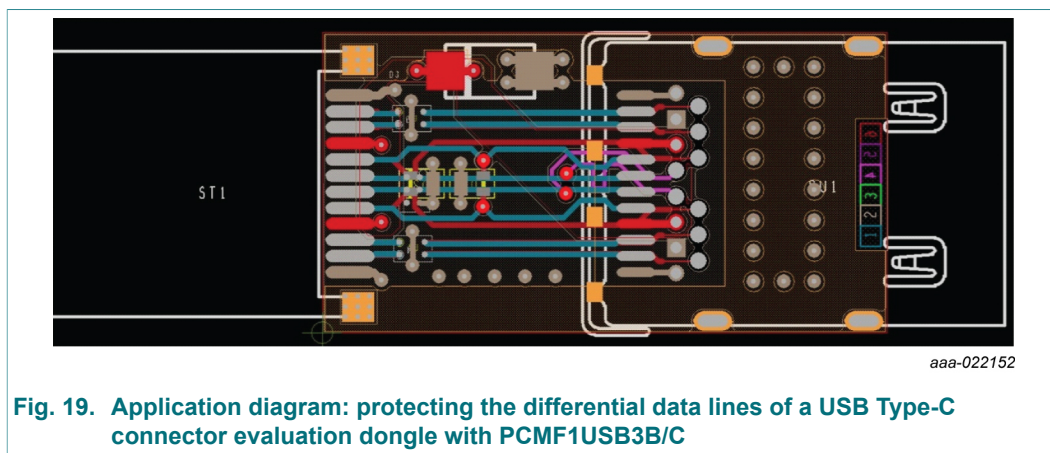 D3
ST1
BU1
1 2 3 4 5 6
aaa-022152
Fig. 19. Application diagram: protecting the differential data lines of a USB Type-C
connector evaluation dongle with PCMF1USB3B/C